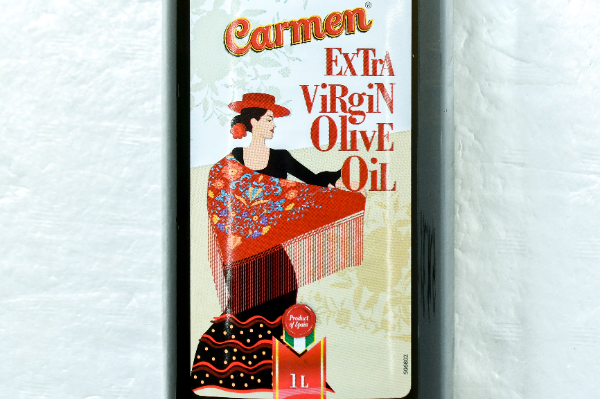 Carmen®
ExTrA
ViRgiN
OlivE
OiL
Product
of Spain
1L